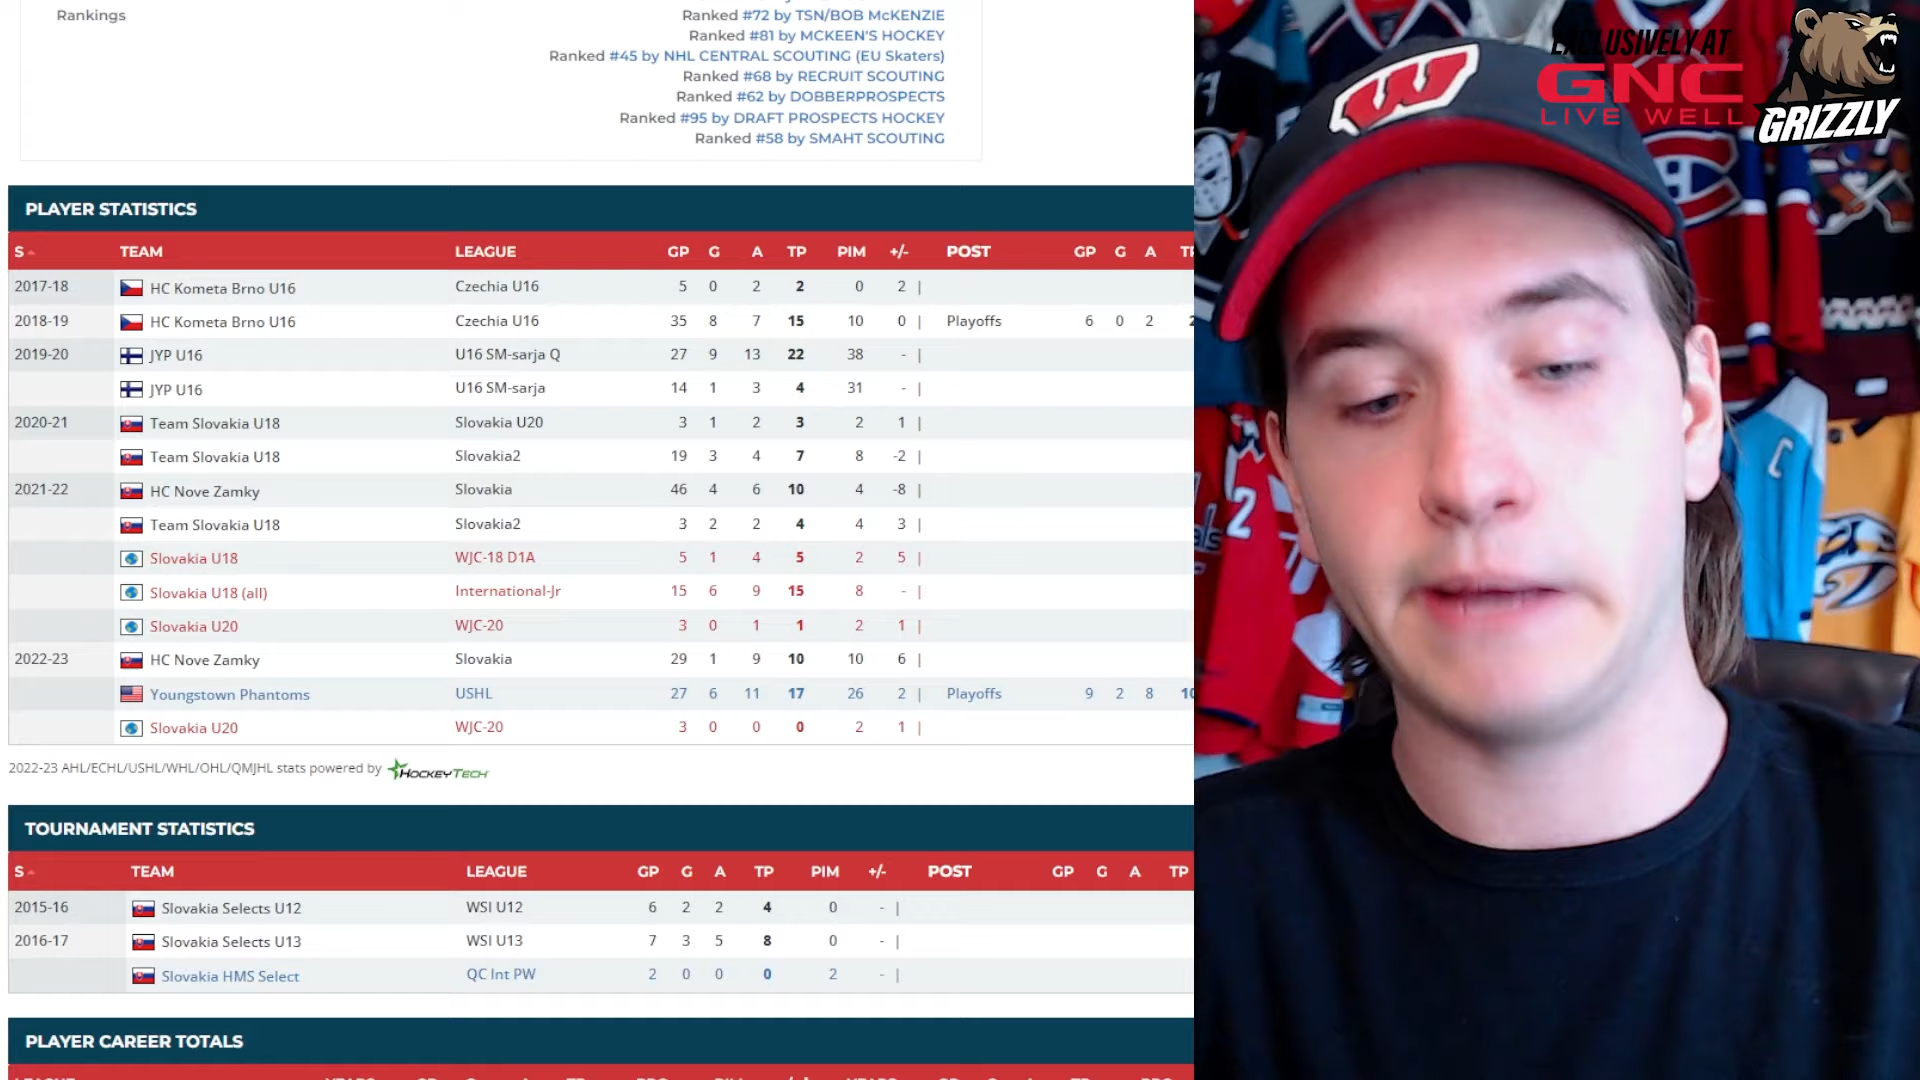 Rankings
Ranked #72 by TSN/BOB McKENZIE
Ranked #81 by MCKEEN'S HOCKEY
Ranked #45 by NHL CENTRAL SCOUTING (EU Skaters)
Ranked #68 by RECRUIT SCOUTING
Ranked #62 by DOBBERPROSPECTS
Ranked #95 by DRAFT PROSPECTS HOCKEY
Ranked #58 by SMAHT SCOUTING
PLAYER STATISTICS
S TEAM LEAGUE GP G A TP PIM +/- POST GP G A TP
2017-18 HC Kometa Brno U16 Czechia U16 5 0 2 2 0 2 |
2018-19 HC Kometa Brno U16 Czechia U16 35 8 7 15 10 0 | Playoffs 6 0 2 2
2019-20 JYP U16 U16 SM-sarja Q 27 9 13 22 38 - |
JYP U16 U16 SM-sarja 14 1 3 4 31 - |
2020-21 Team Slovakia U18 Slovakia U20 3 1 2 3 2 1 |
Team Slovakia U18 Slovakia2 19 3 4 7 8 -2 |
2021-22 HC Nove Zamky Slovakia 46 4 6 10 4 -8 |
Team Slovakia U18 Slovakia2 3 2 2 4 4 3 |
Slovakia U18 WJC-18 D1A 5 1 4 5 2 5 |
Slovakia U18 (all) International-Jr 15 6 9 15 8 - |
Slovakia U20 WJC-20 3 0 1 1 2 1 |
2022-23 HC Nove Zamky Slovakia 29 1 9 10 10 6 |
Youngstown Phantoms USHL 27 6 11 17 26 2 | Playoffs 9 2 8 10
Slovakia U20 WJC-20 3 0 0 0 2 1 |
2022-23 AHL/ECHL/USHL/WHL/OHL/QMJHL stats powered by HOCKEYTECH
TOURNAMENT STATISTICS
S TEAM LEAGUE GP G A TP PIM +/- POST GP G A TP
2015-16 Slovakia Selects U12 WSI U12 6 2 2 4 0 - |
2016-17 Slovakia Selects U13 WSI U13 7 3 5 8 0 - |
Slovakia HMS Select QC Int PW 2 0 0 0 2 - |
PLAYER CAREER TOTALS
EXCLUSIVELY AT
GNC
LIVE WELL
GRIZZLY
W
C
2